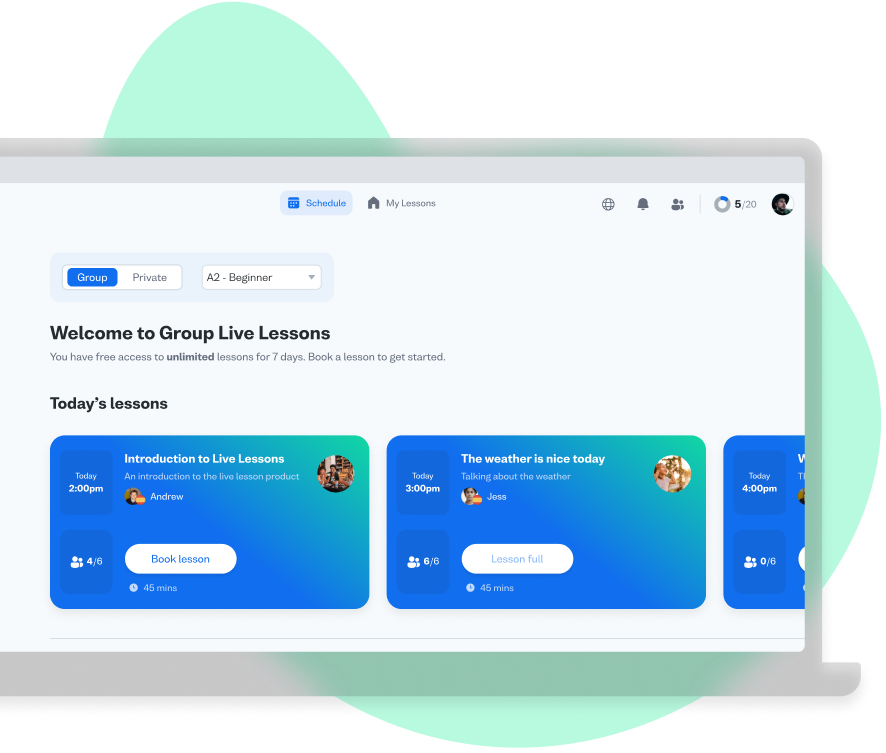 Schedule
My Lessons
5/20
Group
Private
A2 - Beginner
Welcome to Group Live Lessons
You have free access to unlimited lessons for 7 days. Book a lesson to get started.
Today’s lessons
Today
2:00pm
Introduction to Live Lessons
An introduction to the live lesson product
Andrew
4/6
Book lesson
45 mins
Today
3:00pm
The weather is nice today
Talking about the weather
Jess
6/6
Lesson full
45 mins
Today
4:00pm
0/6